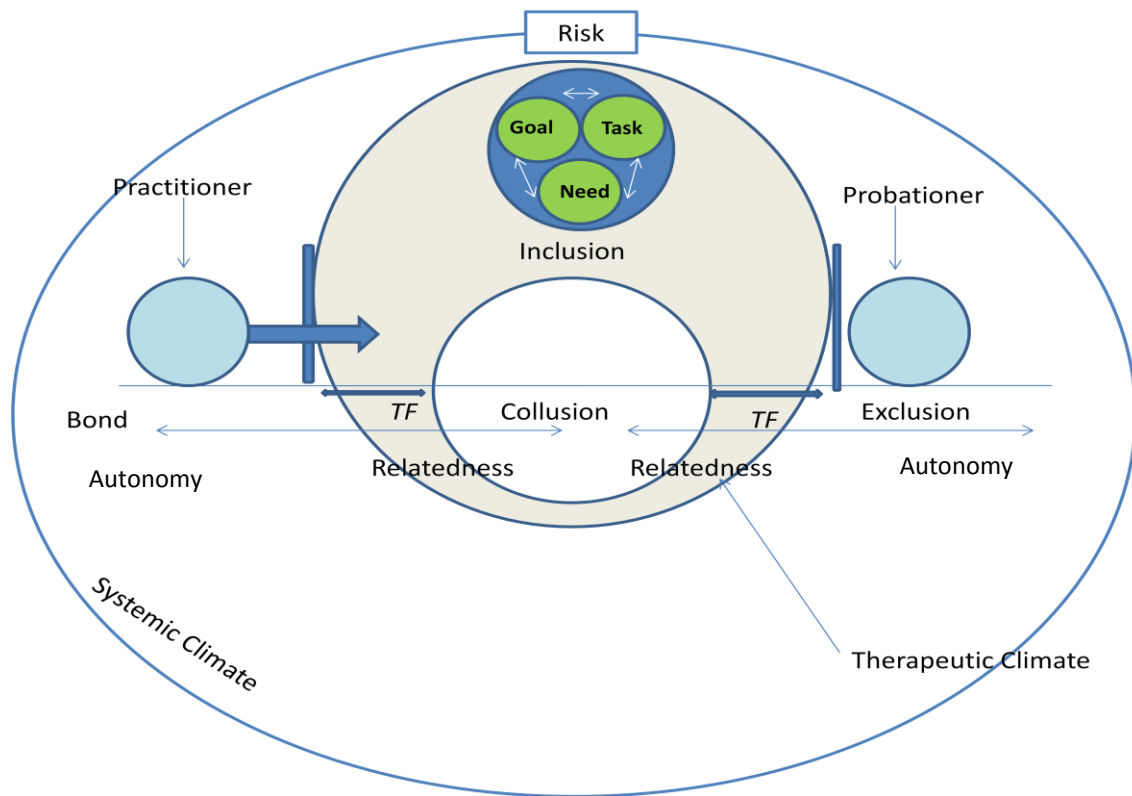 Risk
Goal
Task
Need
Practitioner
Probationer
Inclusion
TF
Collusion
TF
Exclusion
Bond
Relatedness
Relatedness
Autonomy
Autonomy
Systemic Climate
Therapeutic Climate